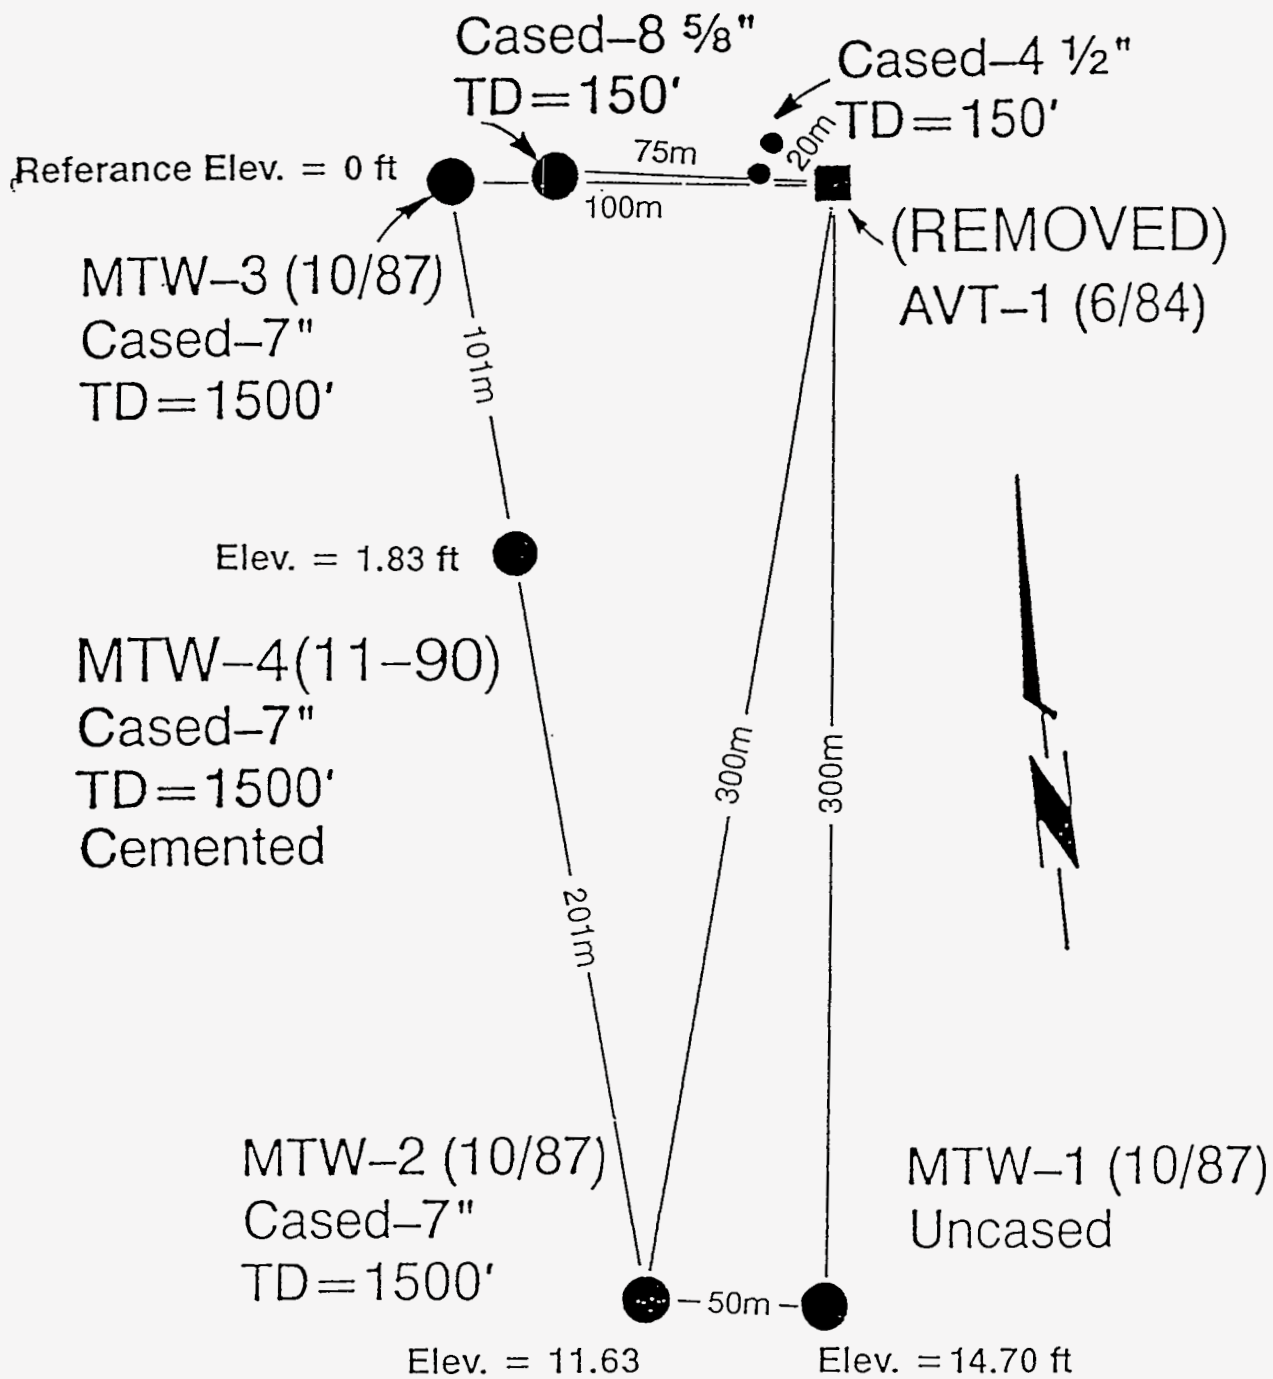 Cased–8 ⅝"
TD=150'
Cased–4 ½"
TD=150'
Referance Elev. = 0 ft
75m
20m
100m
(REMOVED)
AVT–1 (6/84)
MTW–3 (10/87)
Cased–7"
TD=1500'
101m
Elev. = 1.83 ft
MTW–4(11–90)
Cased–7"
TD=1500'
Cemented
300m
300m
201m
MTW–2 (10/87)
Cased–7"
TD=1500'
MTW–1 (10/87)
Uncased
50m
Elev. = 11.63
Elev. =14.70 ft